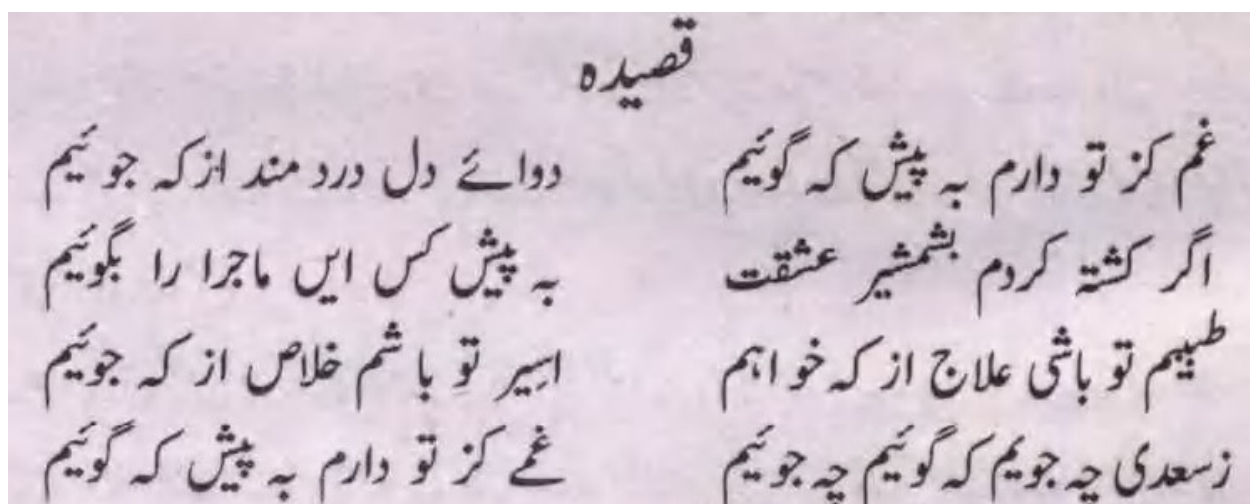 قصیدہ
غم کز تو دارم بہ پیش کہ گوئیم دوائے دل درد مند از کہ جوئیم
اگر کشتہ کردم بشمشیر عشقت بہ پیش کس ایں ماجرا را بگوئیم
طبیبم تو باشی علاج از کہ خواہم اسیر توِ باشم خلاص از کہ جوئیم
ز سعدی چہ جویم کہ گوئیم چہ جوئیم غمے کز تو دارم بہ پیش کہ گوئیم